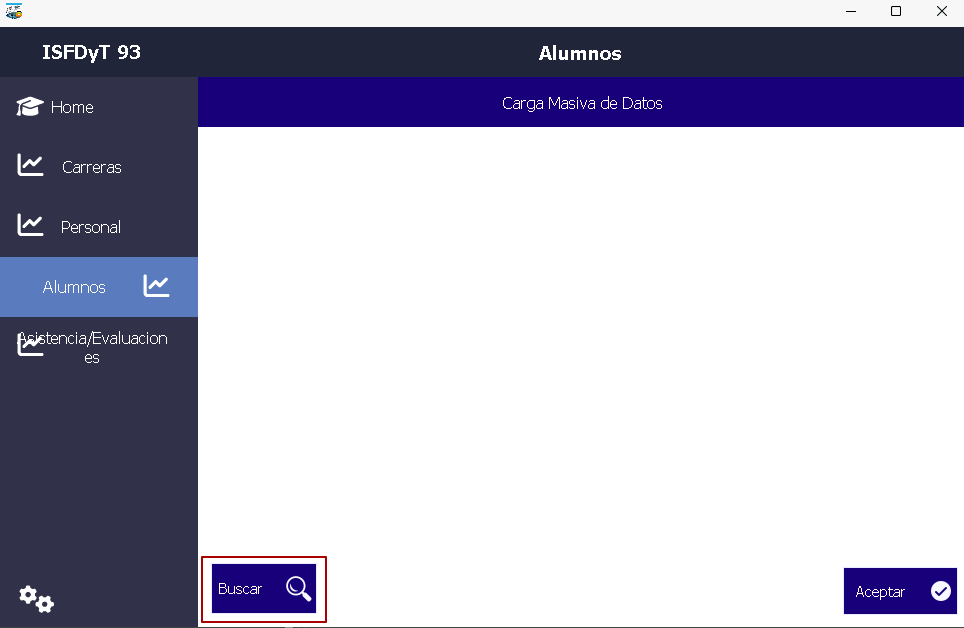 ISFDyT 93
Alumnos
Home
Carga Masiva de Datos
Carreras
Personal
Alumnos
Asistencia/Evaluacion
es
Buscar
Aceptar